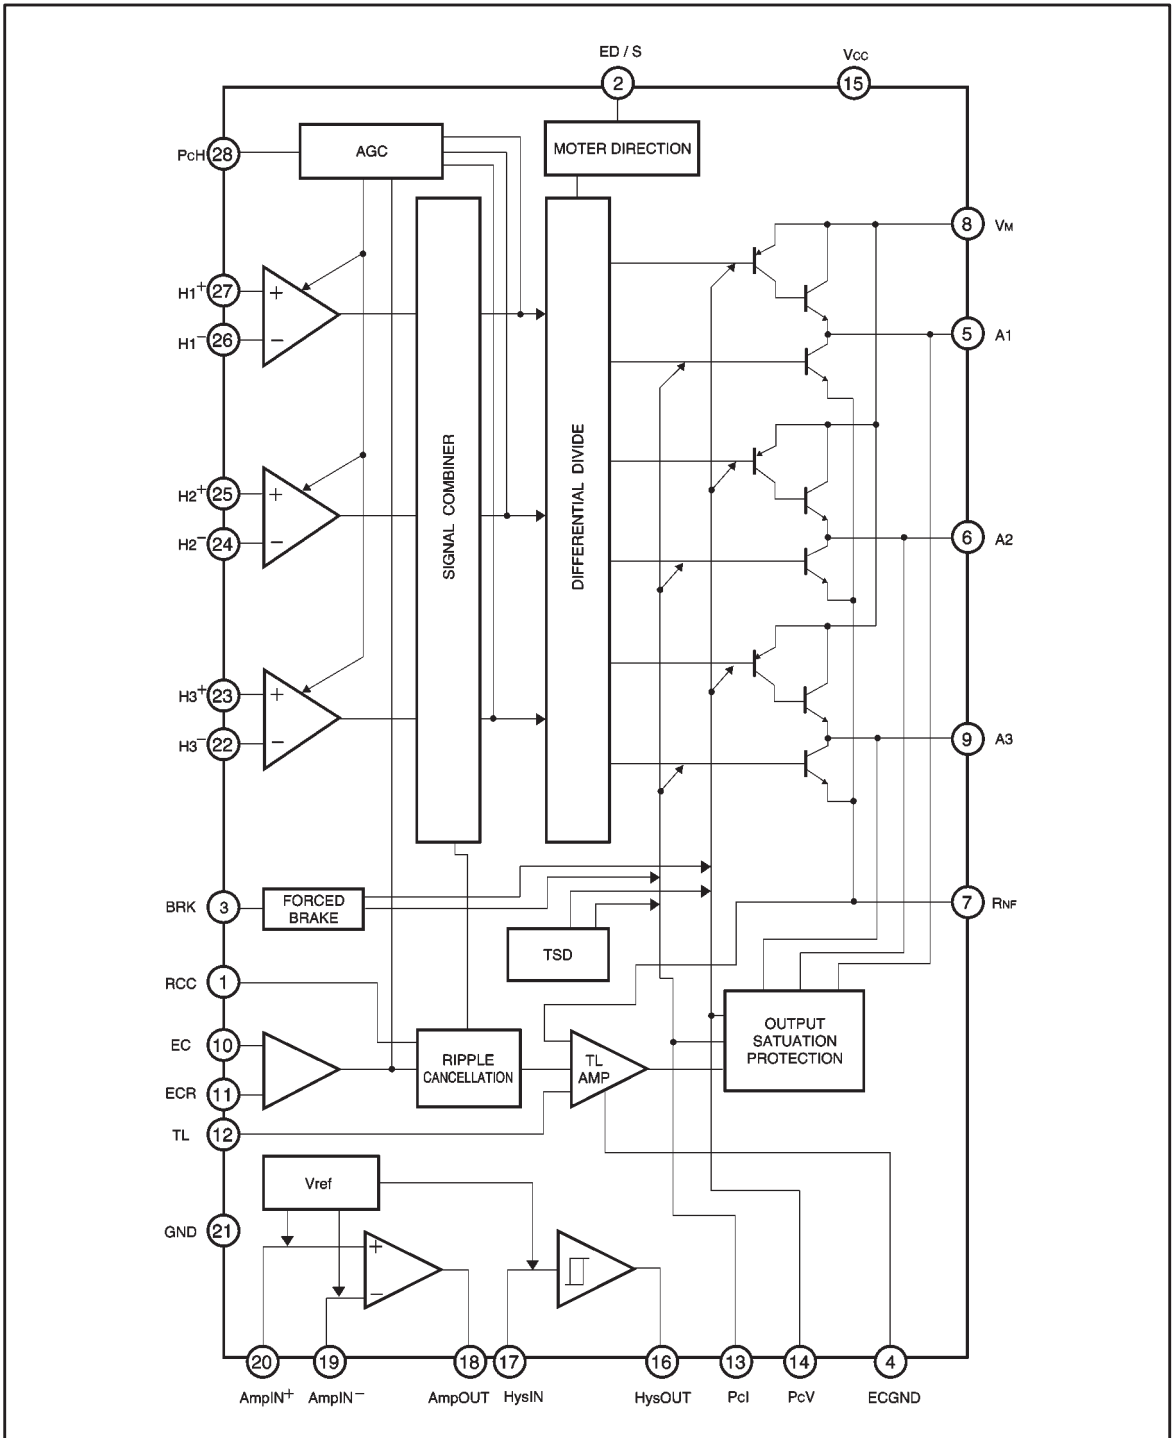 ED / S
VCC
2
15
PCH
28
AGC
MOTER DIRECTION
8
VM
H1+
27
+
H1−
26
−
5
A1
SIGNAL COMBINER
DIFFERENTIAL DIVIDE
H2+
25
+
H2−
24
−
6
A2
H3+
23
+
H3−
22
−
9
A3
BRK
3
FORCED
BRAKE
7
RNF
TSD
RCC
1
EC
10
ECR
11
RIPPLE
CANCELLATION
TL
AMP
OUTPUT
SATUATION
PROTECTION
TL
12
Vref
GND
21
+
−
20
19
18
17
16
13
14
4
AmpIN+
AmpIN−
AmpOUT
HysIN
HysOUT
PCI
PCV
ECGND